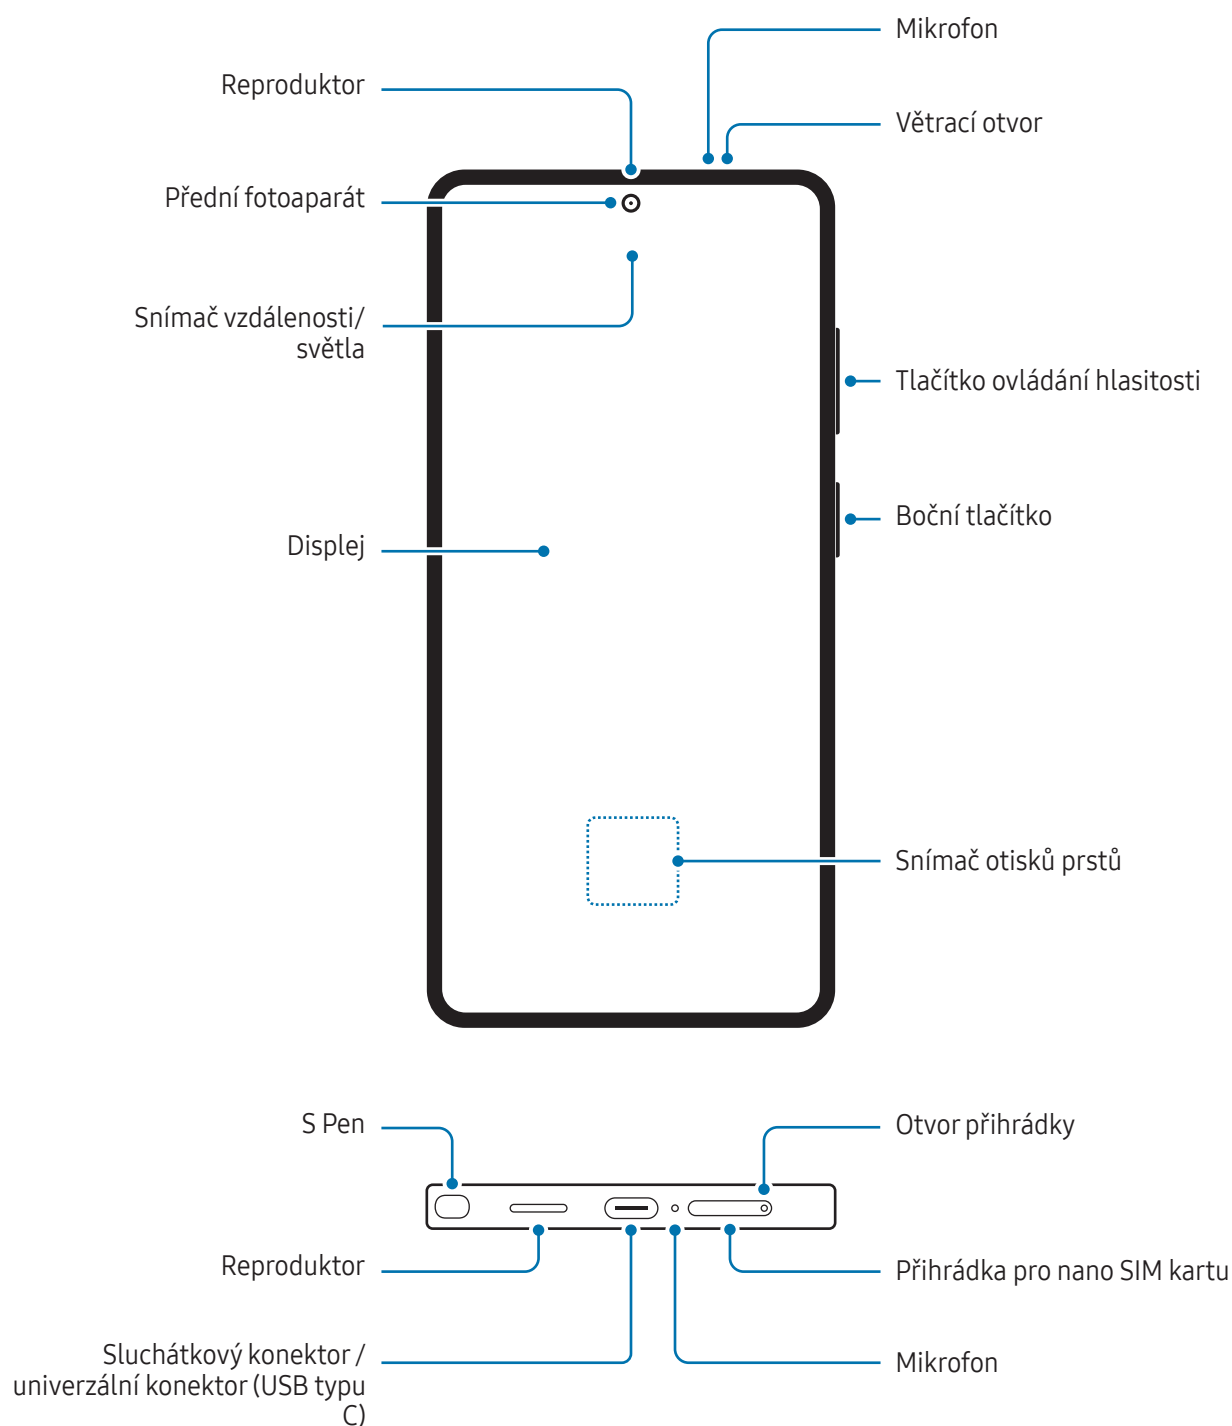 Mikrofon
Reproduktor
Větrací otvor
Přední fotoaparát
Snímač vzdálenosti/
světla
Tlačítko ovládání hlasitosti
Boční tlačítko
Displej
Snímač otisků prstů
S Pen
Otvor přihrádky
Reproduktor
Přihrádka pro nano SIM kartu
Sluchátkový konektor /
univerzální konektor (USB typu
C)
Mikrofon